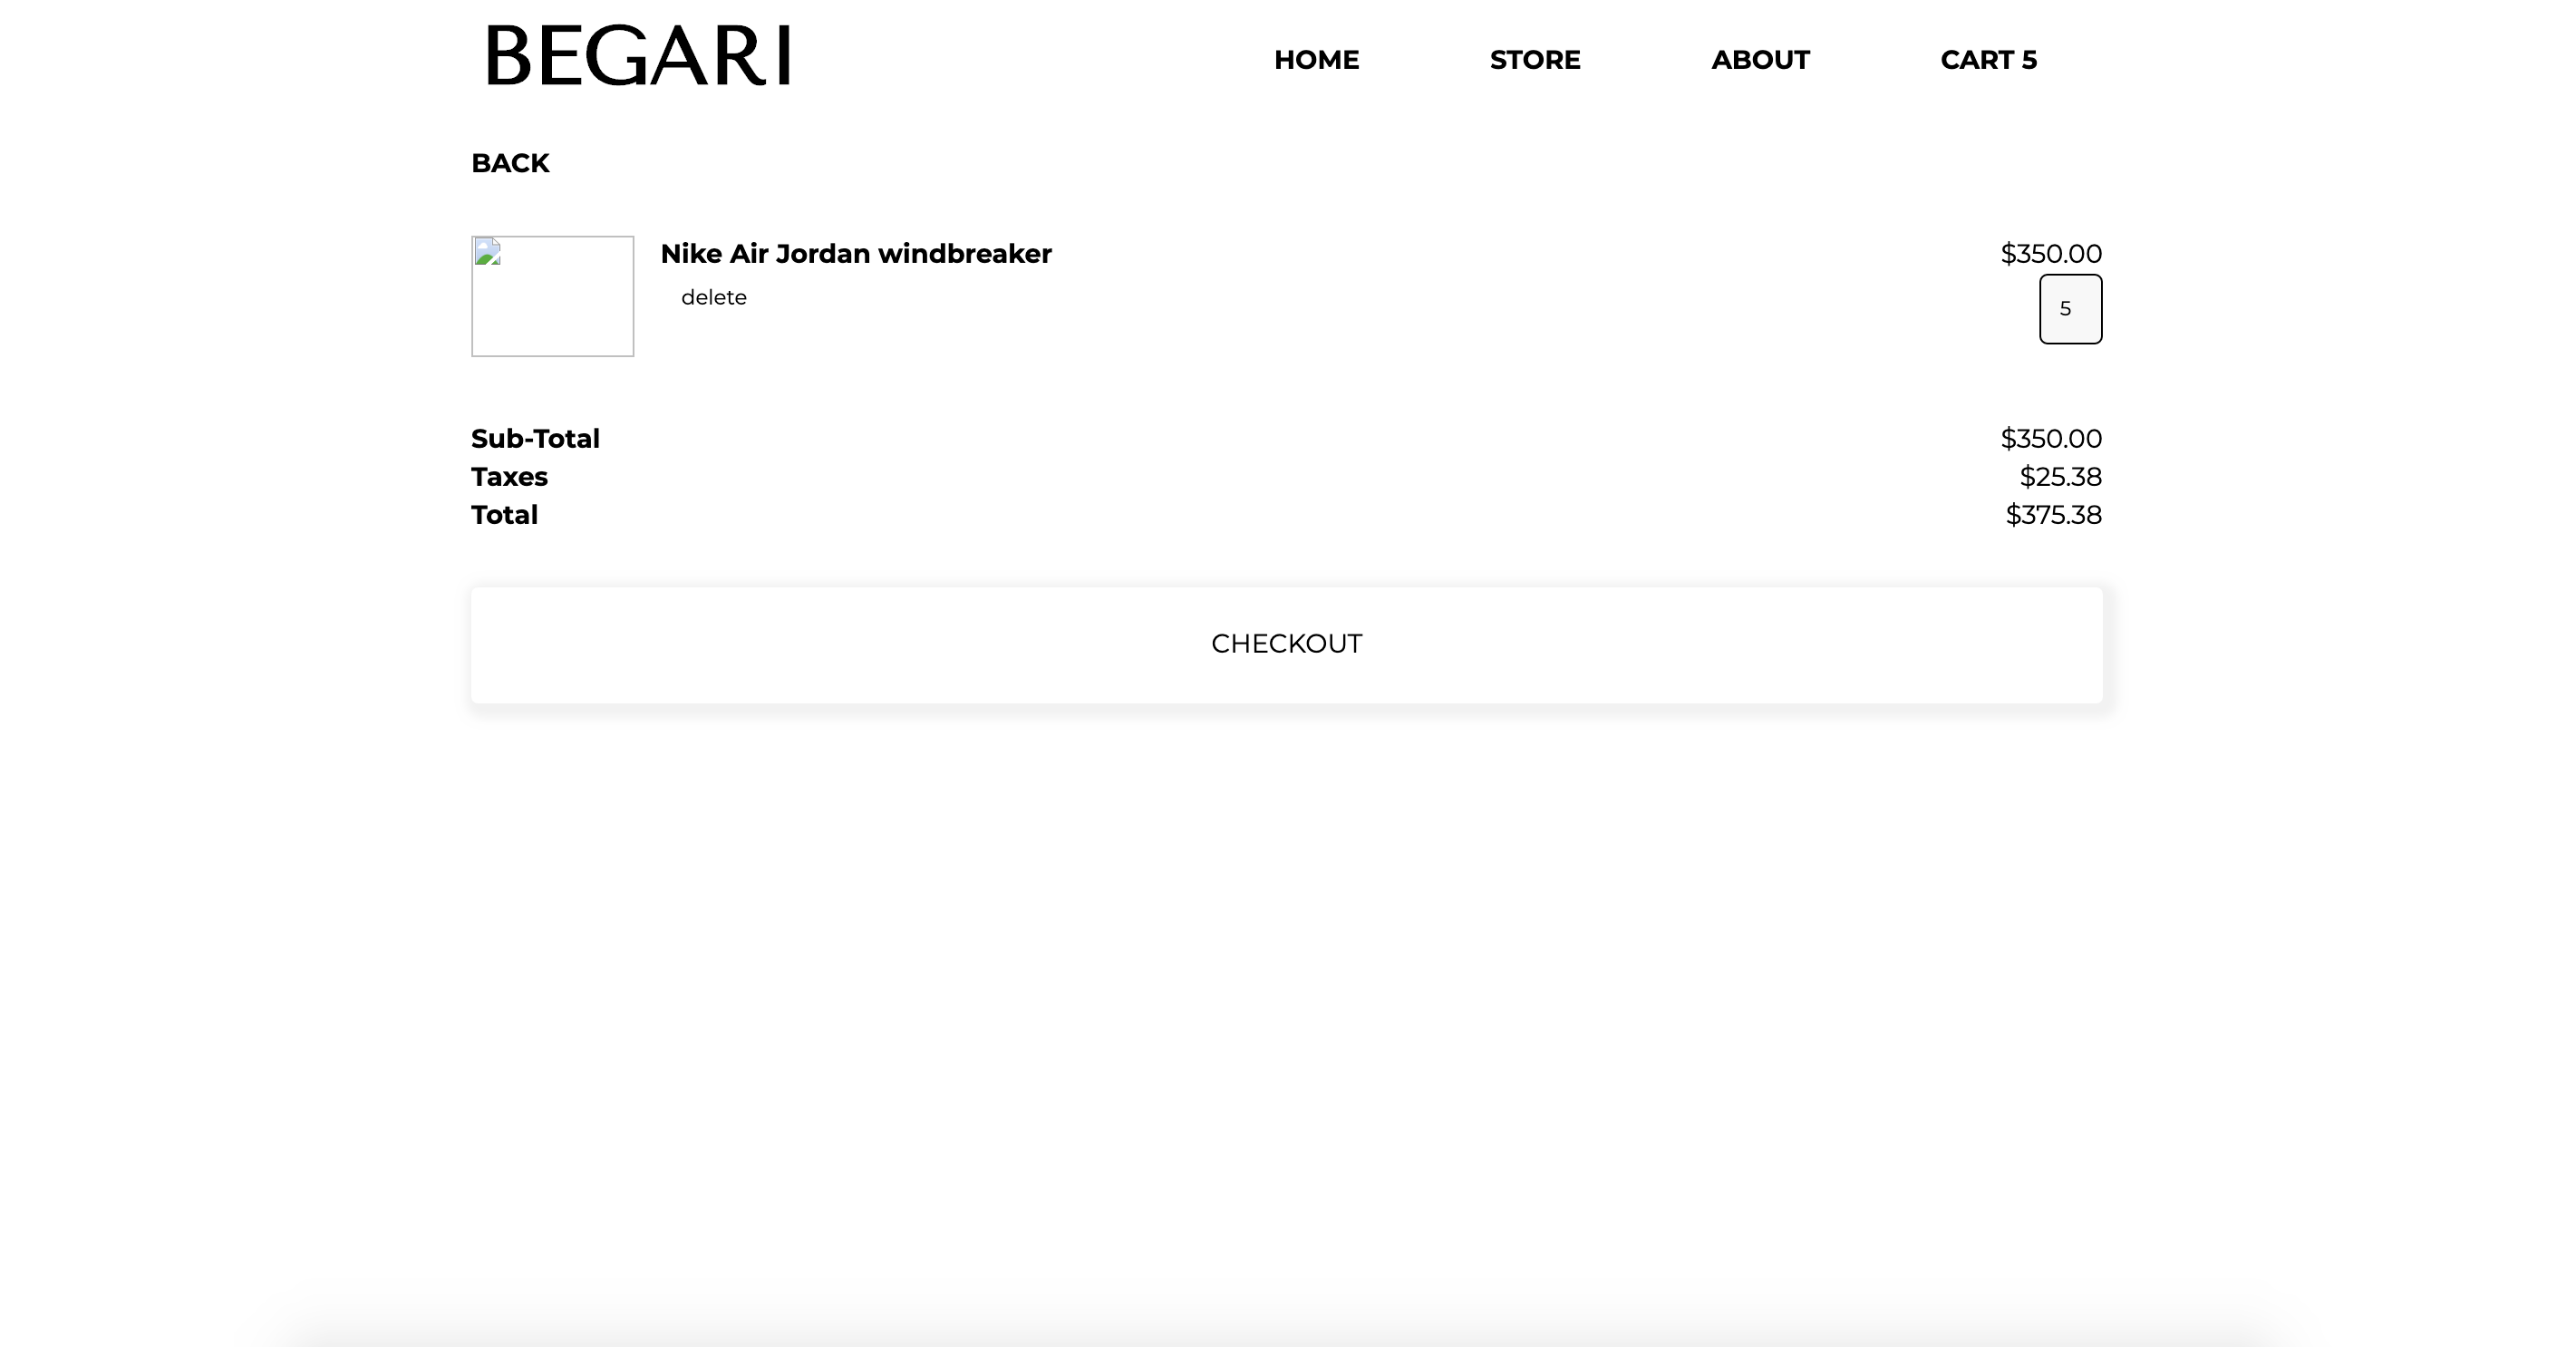 BEGARI
HOME STORE ABOUT CART 5
BACK
Nike Air Jordan windbreaker $350.00
delete 5
Sub-Total $350.00
Taxes $25.38
Total $375.38
CHECKOUT